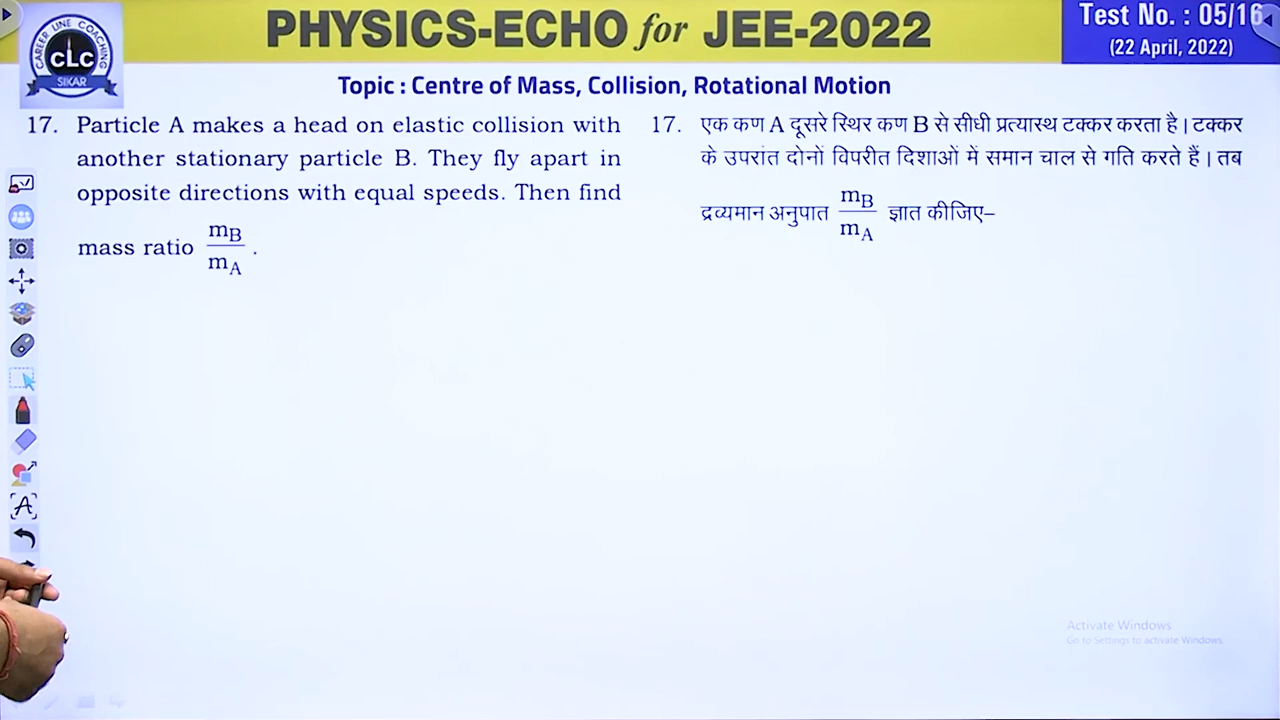 PHYSICS-ECHO for JEE-2022
Test No. : 05/16
(22 April, 2022)
CAREER LINE COACHING
CLC
SIKAR
Topic : Centre of Mass, Collision, Rotational Motion
17. Particle A makes a head on elastic collision with
another stationary particle B. They fly apart in
opposite directions with equal speeds. Then find
mass ratio mB/mA .
17. एक कण A दूसरे स्थिर कण B से सीधी प्रत्यास्थ टक्कर करता है। टक्कर
के उपरांत दोनों विपरीत दिशाओं में समान चाल से गति करते हैं। तब
द्रव्यमान अनुपात mB/mA ज्ञात कीजिए–
A
Activate Windows
Go to Settings to activate Windows.